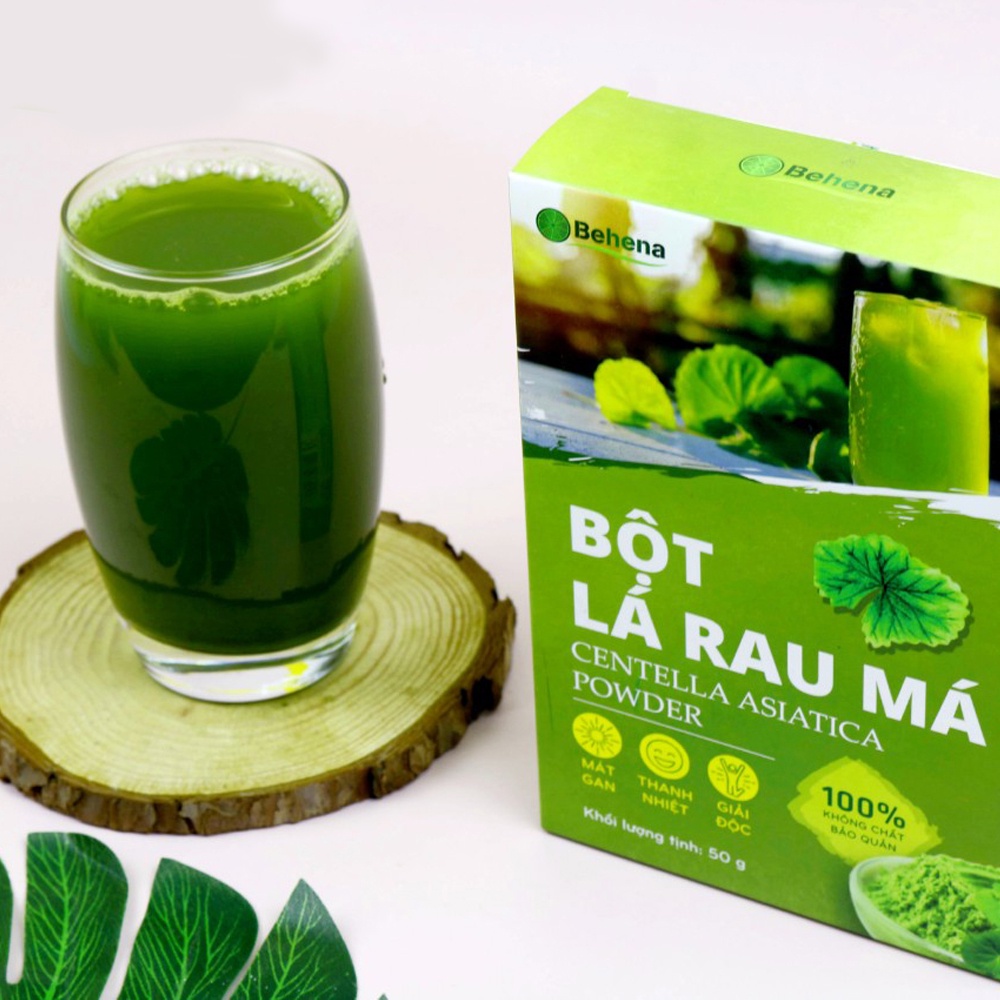 Behena
Behena
BỘT
LÁ RAU MÁ
CENTELLA ASIATICA
POWDER
MÁT
GAN
THANH
NHIỆT
GIẢI
ĐỘC
100%
KHÔNG CHẤT
BẢO QUẢN
Khối lượng tịnh: 50 g